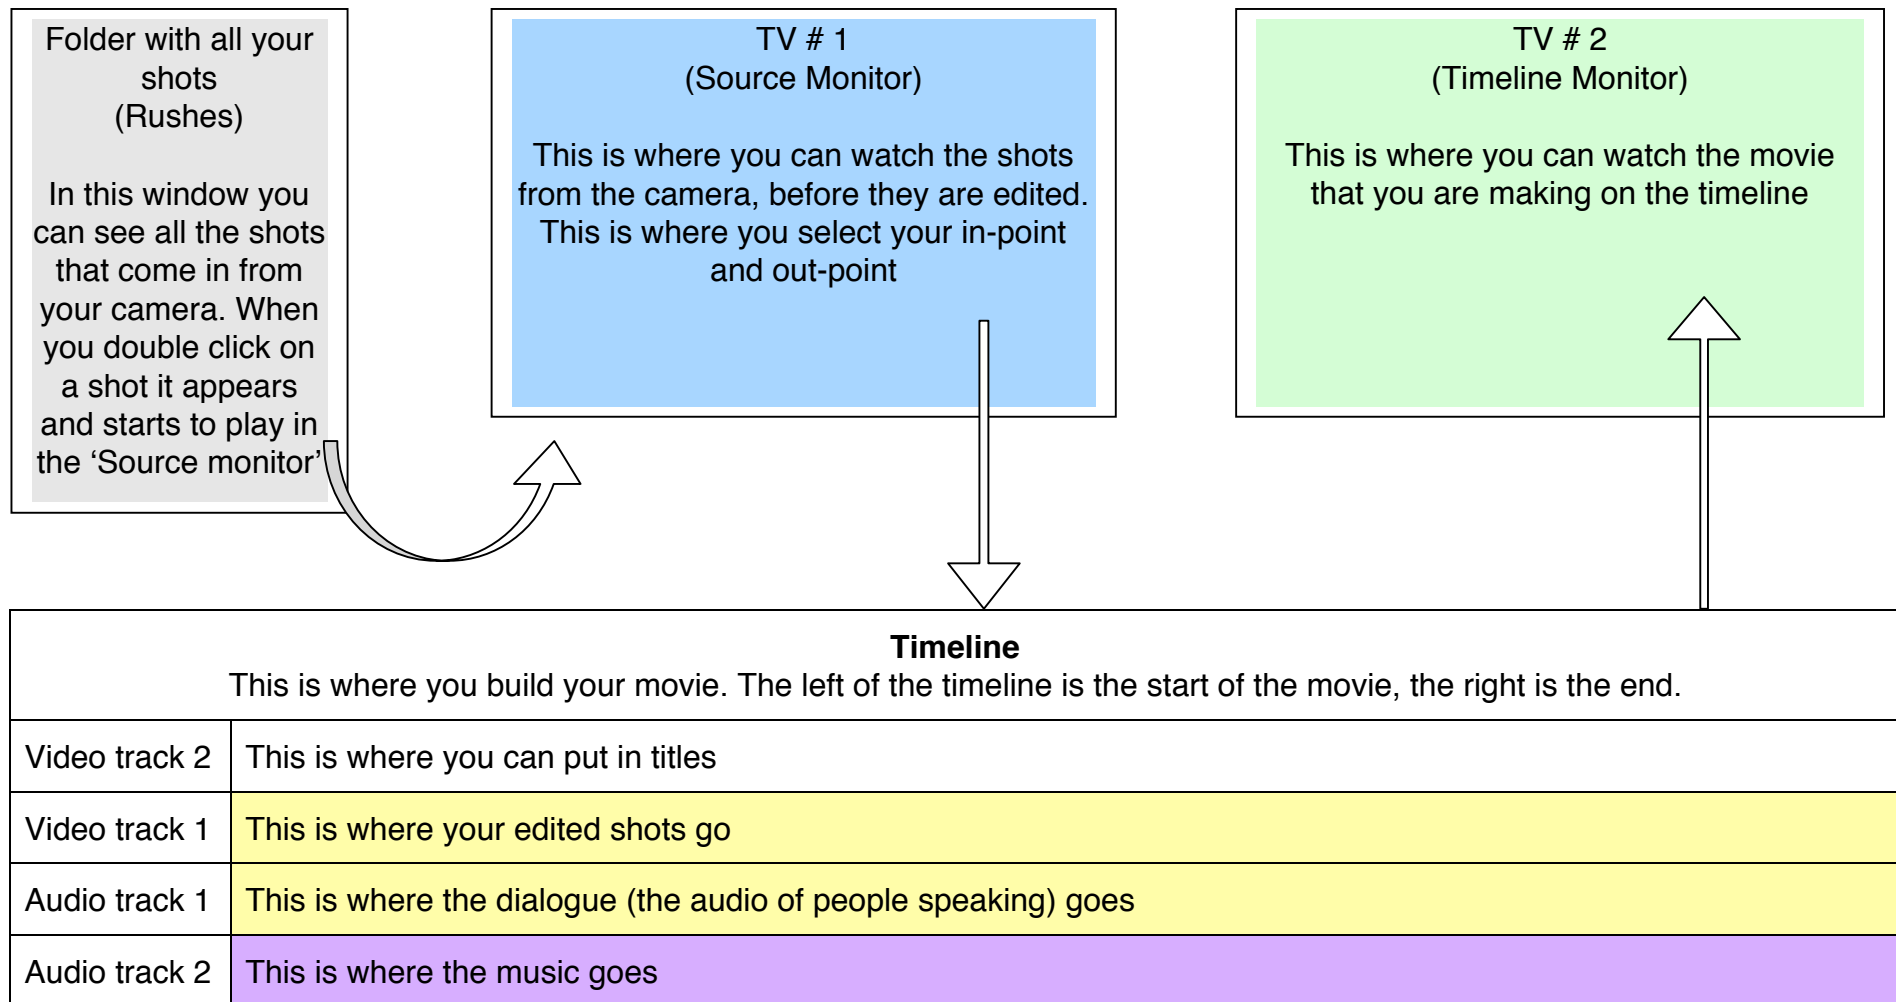 Folder with all your
shots
(Rushes)
In this window you
can see all the shots
that come in from
your camera. When
you double click on
a shot it appears
and starts to play in
the ‘Source monitor’
TV # 1
(Source Monitor)
This is where you can watch the shots
from the camera, before they are edited.
This is where you select your in-point
and out-point
TV # 2
(Timeline Monitor)
This is where you can watch the movie
that you are making on the timeline
Timeline
This is where you build your movie. The left of the timeline is the start of the movie, the right is the end.
Video track 2 This is where you can put in titles
Video track 1 This is where your edited shots go
Audio track 1 This is where the dialogue (the audio of people speaking) goes
Audio track 2 This is where the music goes